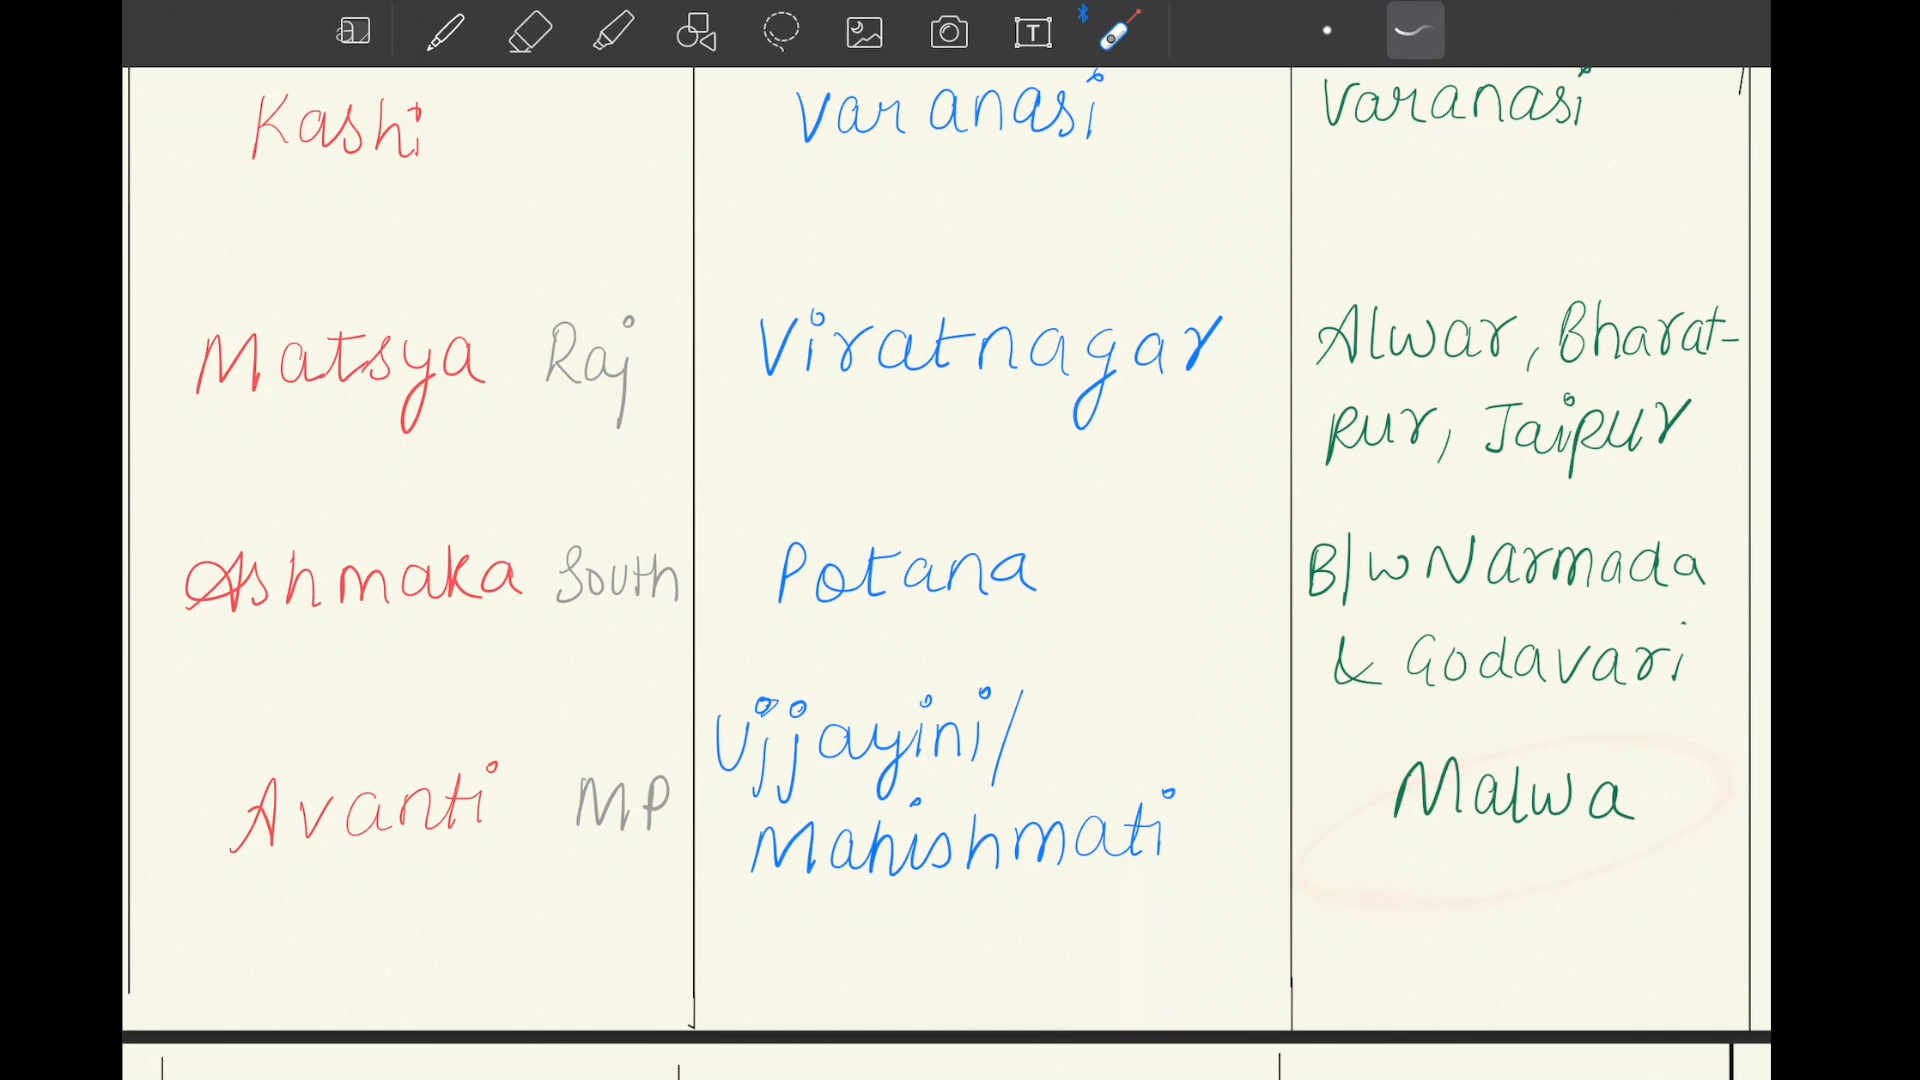 Kashi Varanasi Varanasi
Matsya Raj Viratnagar Alwar, Bharat-
pur, Jaipur
Ashmaka South Potana B/w Narmada
& Godavari
Ujjayini/
Avanti MP Mahishmati Malwa